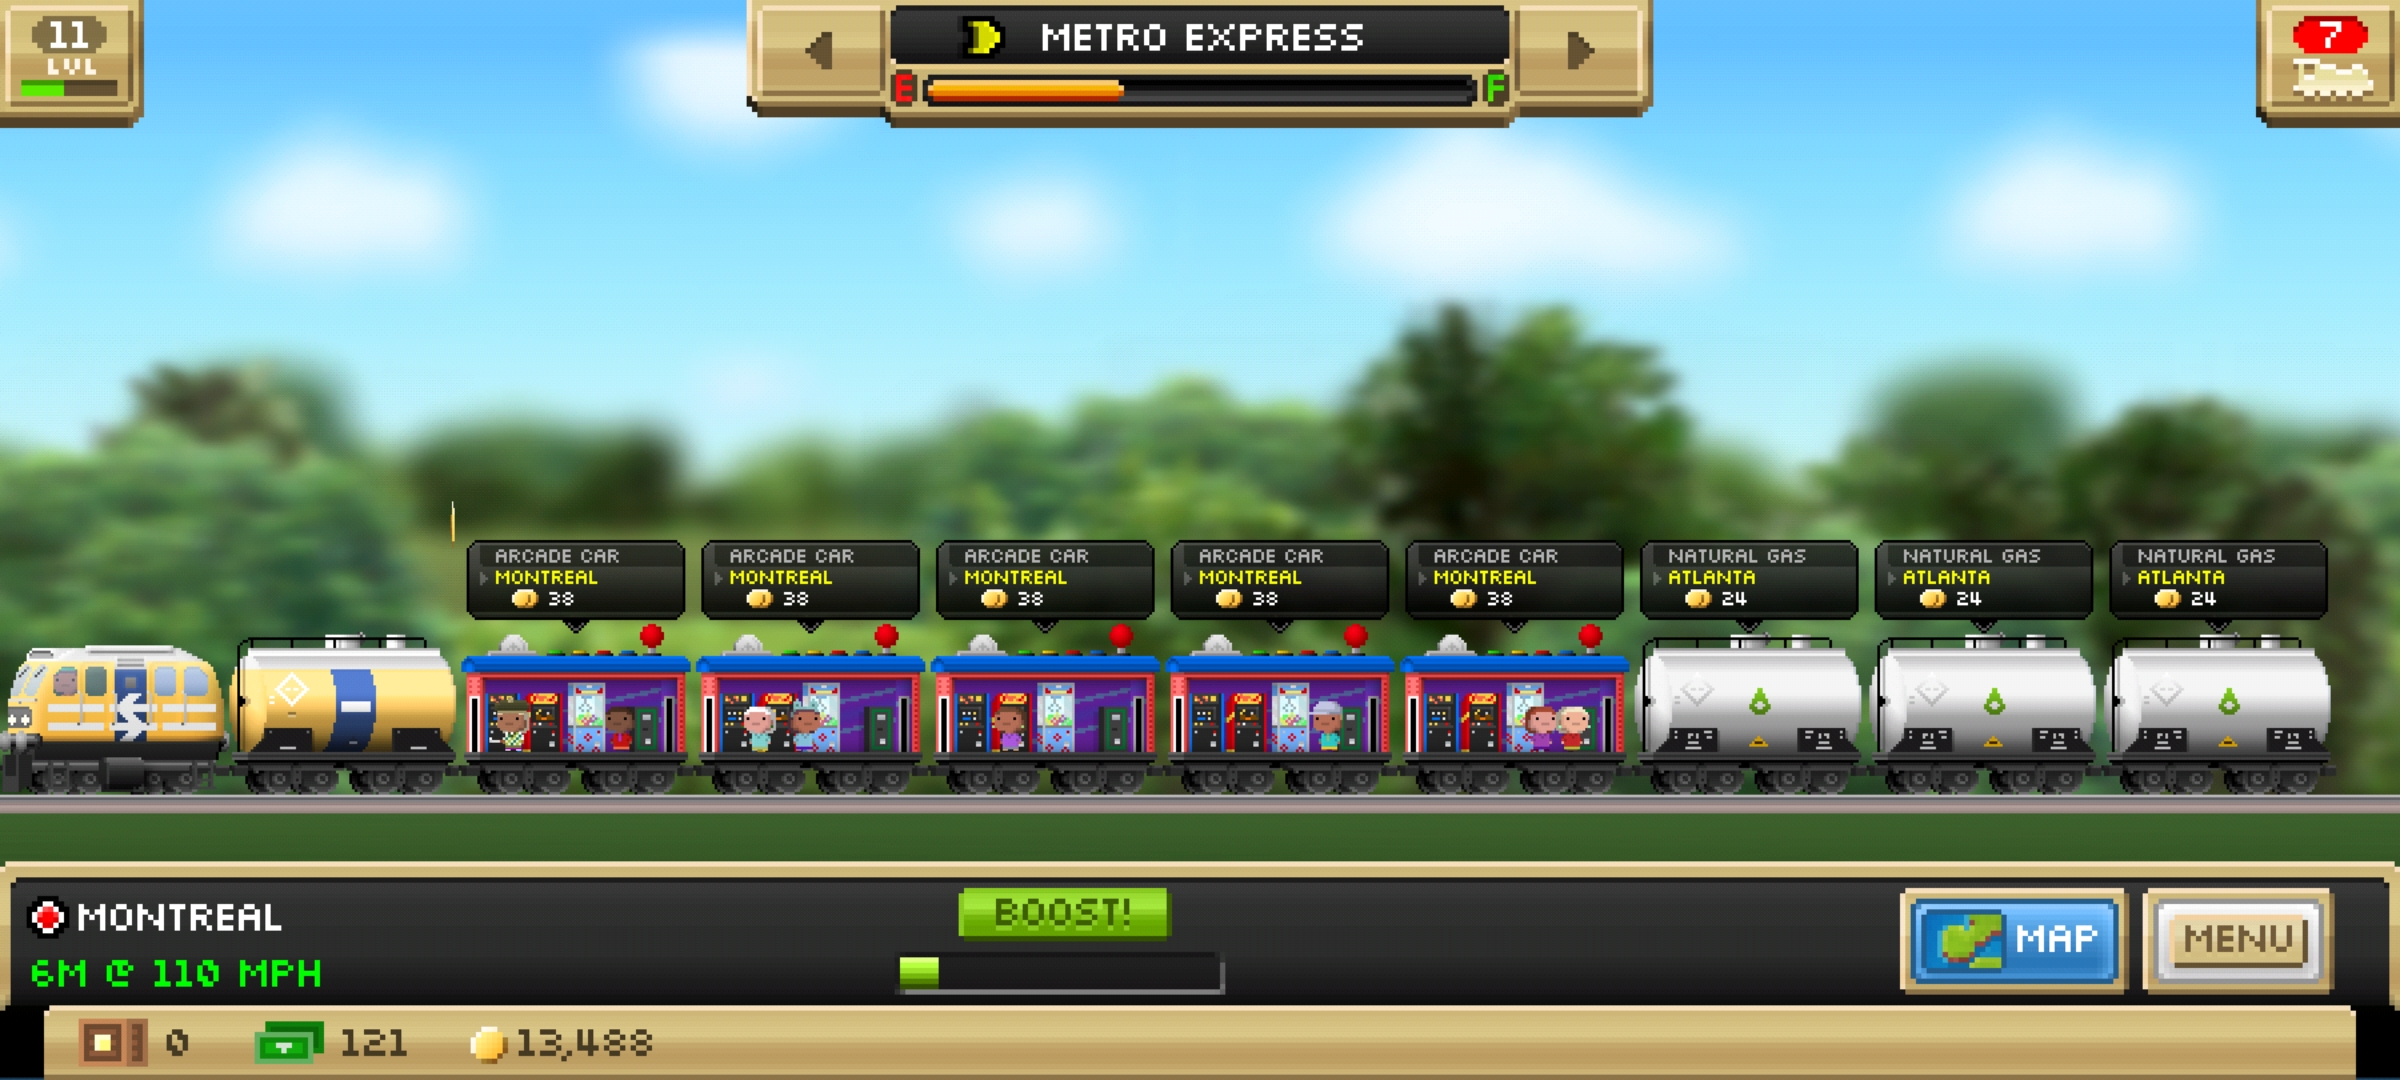 11
LVL
METRO EXPRESS
E
F
7
ARCADE CAR
MONTREAL
38
ARCADE CAR
MONTREAL
38
ARCADE CAR
MONTREAL
38
ARCADE CAR
MONTREAL
38
ARCADE CAR
MONTREAL
38
NATURAL GAS
ATLANTA
24
NATURAL GAS
ATLANTA
24
NATURAL GAS
ATLANTA
24
MONTREAL
6M @ 110 MPH
BOOST!
MAP
MENU
0
121
13,488